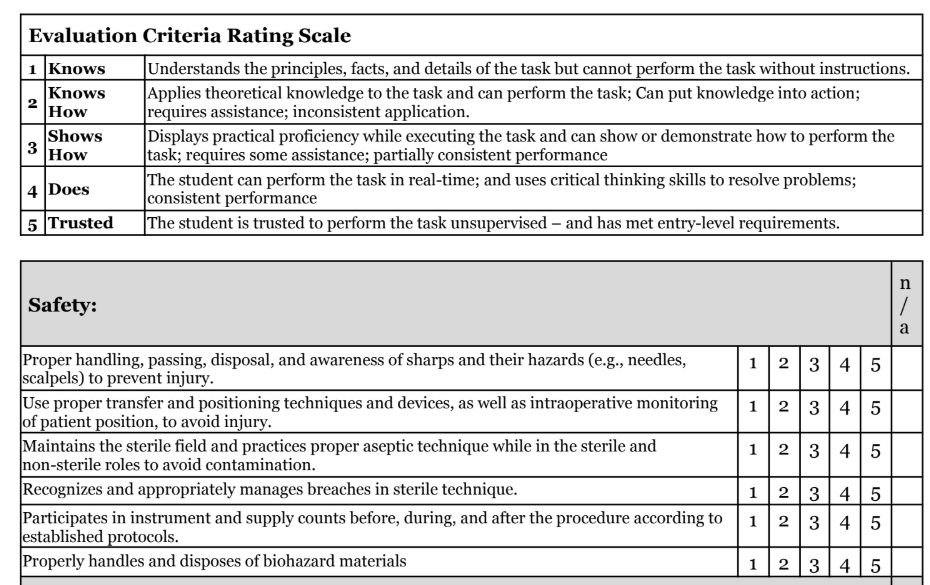 Evaluation Criteria Rating Scale
1 Knows Understands the principles, facts, and details of the task but cannot perform the task without instructions.
2 Knows How Applies theoretical knowledge to the task and can perform the task; Can put knowledge into action;
requires assistance; inconsistent application.
3 Shows How Displays practical proficiency while executing the task and can show or demonstrate how to perform the
task; requires some assistance; partially consistent performance
4 Does The student can perform the task in real-time; and uses critical thinking skills to resolve problems;
consistent performance
5 Trusted The student is trusted to perform the task unsupervised – and has met entry-level requirements.
Safety: n/a
Proper handling, passing, disposal, and awareness of sharps and their hazards (e.g., needles,
scalpels) to prevent injury. 1 2 3 4 5
Use proper transfer and positioning techniques and devices, as well as intraoperative monitoring
of patient position, to avoid injury. 1 2 3 4 5
Maintains the sterile field and practices proper aseptic technique while in the sterile and
non-sterile roles to avoid contamination. 1 2 3 4 5
Recognizes and appropriately manages breaches in sterile technique. 1 2 3 4 5
Participates in instrument and supply counts before, during, and after the procedure according to
established protocols. 1 2 3 4 5
Properly handles and disposes of biohazard materials 1 2 3 4 5